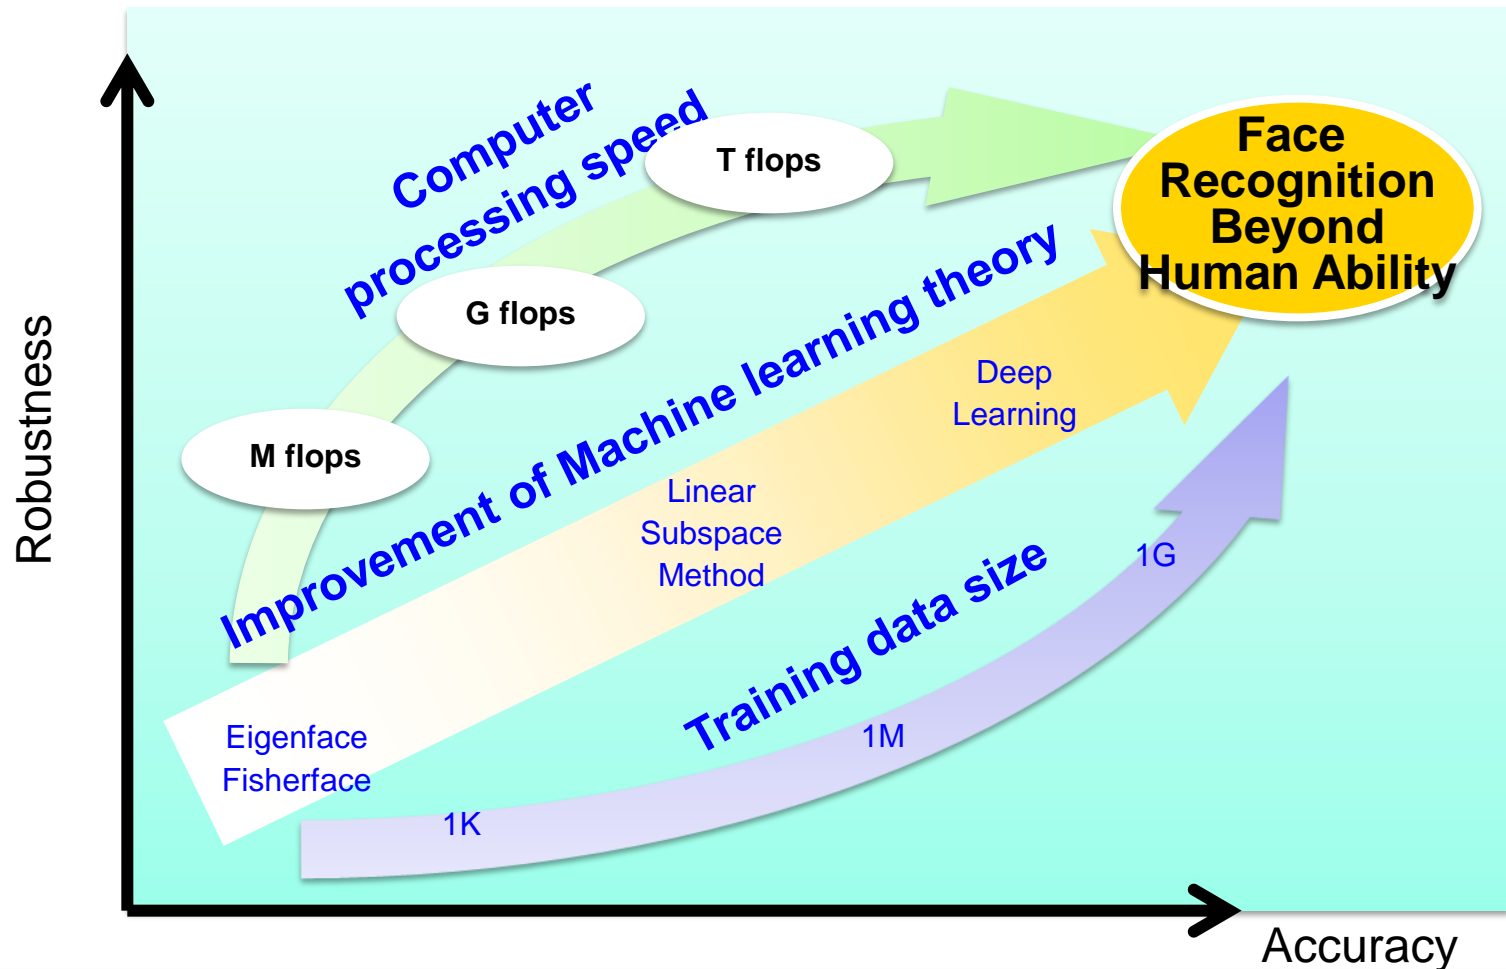 Robustness
Computer
processing speed
T flops
G flops
M flops
Face
Recognition
Beyond
Human Ability
Improvement of Machine learning theory
Deep
Learning
Linear
Subspace
Method
Eigenface
Fisherface
Training data size
1G
1M
1K
Accuracy